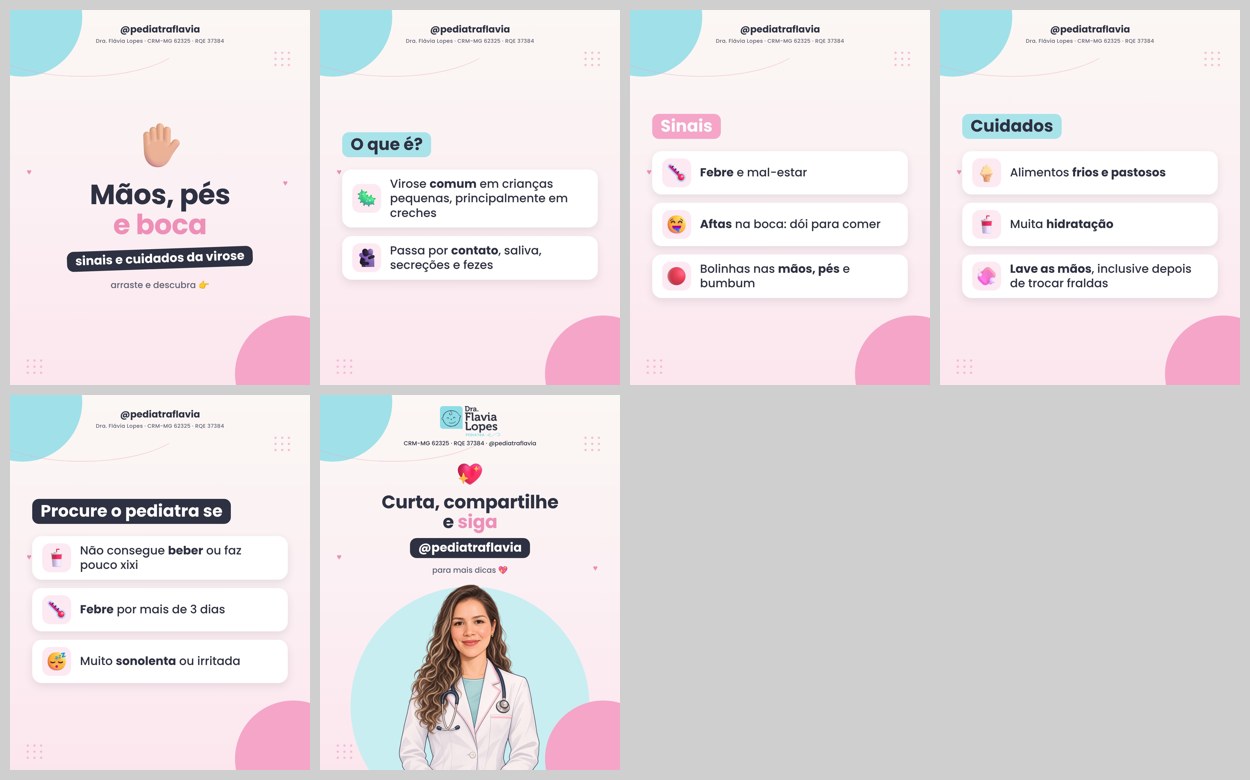 @pediatraflavia
Dra. Flávia Lopes · CRM-MG 62325 · RQE 37384
Mãos, pés
e boca
sinais e cuidados da virose
arraste e descubra
@pediatraflavia
Dra. Flávia Lopes · CRM-MG 62325 · RQE 37384
O que é?
Virose comum em crianças
pequenas, principalmente em
creches
Passa por contato, saliva,
secreções e fezes
@pediatraflavia
Dra. Flávia Lopes · CRM-MG 62325 · RQE 37384
Sinais
Febre e mal-estar
Aftas na boca: dói para comer
Bolinhas nas mãos, pés e
bumbum
@pediatraflavia
Dra. Flávia Lopes · CRM-MG 62325 · RQE 37384
Cuidados
Alimentos frios e pastosos
Muita hidratação
Lave as mãos, inclusive depois
de trocar fraldas
@pediatraflavia
Dra. Flávia Lopes · CRM-MG 62325 · RQE 37384
Procure o pediatra se
Não consegue beber ou faz
pouco xixi
Febre por mais de 3 dias
Muito sonolenta ou irritada
Dra.
Flavia
Lopes
CRM-MG 62325 · RQE 37384 · @pediatraflavia
Curta, compartilhe
e siga
@pediatraflavia
para mais dicas